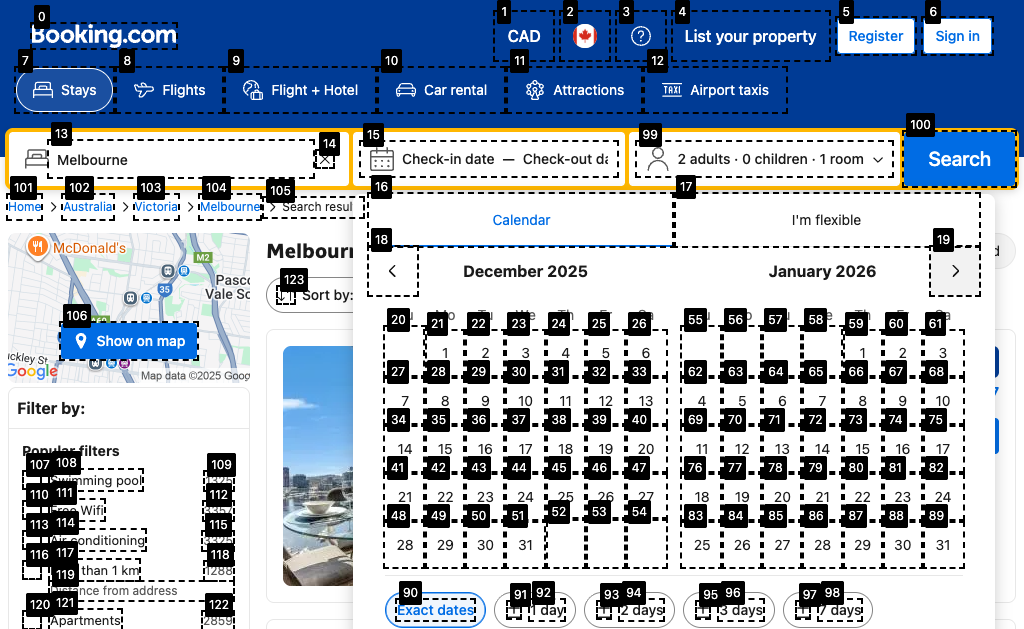 Booking.com
CAD
List your property
Register
Sign in
Stays
Flights
Flight + Hotel
Car rental
Attractions
TAXI Airport taxis
Melbourne
Check-in date — Check-out da
2 adults · 0 children · 1 room
Search
Home > Australia > Victoria > Melbourne > Search resul
Calendar
I'm flexible
December 2025
January 2026
1 2 3 4 5 6
7 8 9 10 11 12 13
14 15 16 17 18 19 20
21 22 23 24 25 26 27
28 29 30 31
1 2 3
4 5 6 7 8 9 10
11 12 13 14 15 16 17
18 19 20 21 22 23 24
25 26 27 28 29 30 31
Exact dates
1 day
2 days
3 days
7 days
McDonald's
M2
35
Pasco
Vale So
ckley St
Show on map
Google
Map data ©2025 Goog
Melbourn
Sort by:
Filter by:
Popular filters
Swimming pool
Free Wifi
Air conditioning
than 1 km
1288
Distance from address
Apartments
2859
0
1
2
3
4
5
6
7
8
9
10
11
12
13
14
15
99
100
101
102
103
104
105
16
17
18
19
20 21 22 23 24 25 26
27 28 29 30 31 32 33
34 35 36 37 38 39 40
41 42 43 44 45 46 47
48 49 50 51 52 53 54
55 56 57 58 59 60 61
62 63 64 65 66 67 68
69 70 71 72 73 74 75
76 77 78 79 80 81 82
83 84 85 86 87 88 89
90
91 92
93 94
95 96
97 98
123
106
107 108 109
110 111 112
113 114 115
116 117 118
119
120 121 122